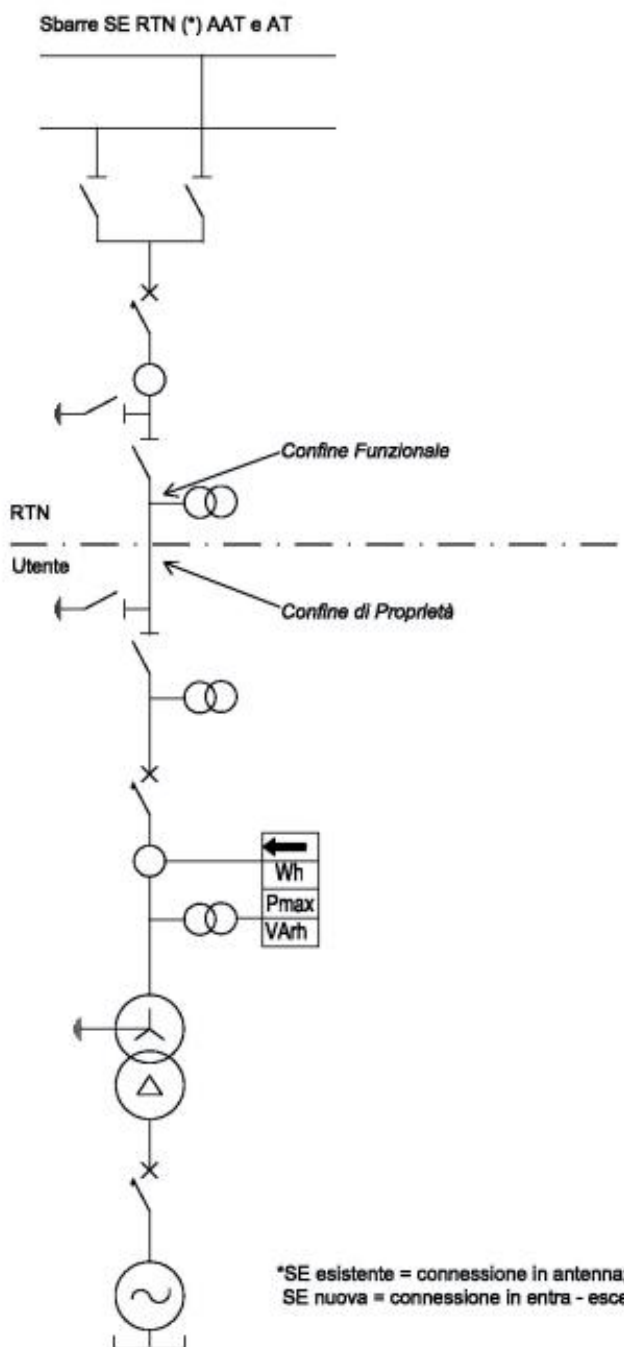 Sbarre SE RTN (*) AAT e AT
Confine Funzionale
RTN
Utente
Confine di Proprietà
Wh
Pmax
VArh
*SE esistente = connessione in antenna;
SE nuova = connessione in entra - esce